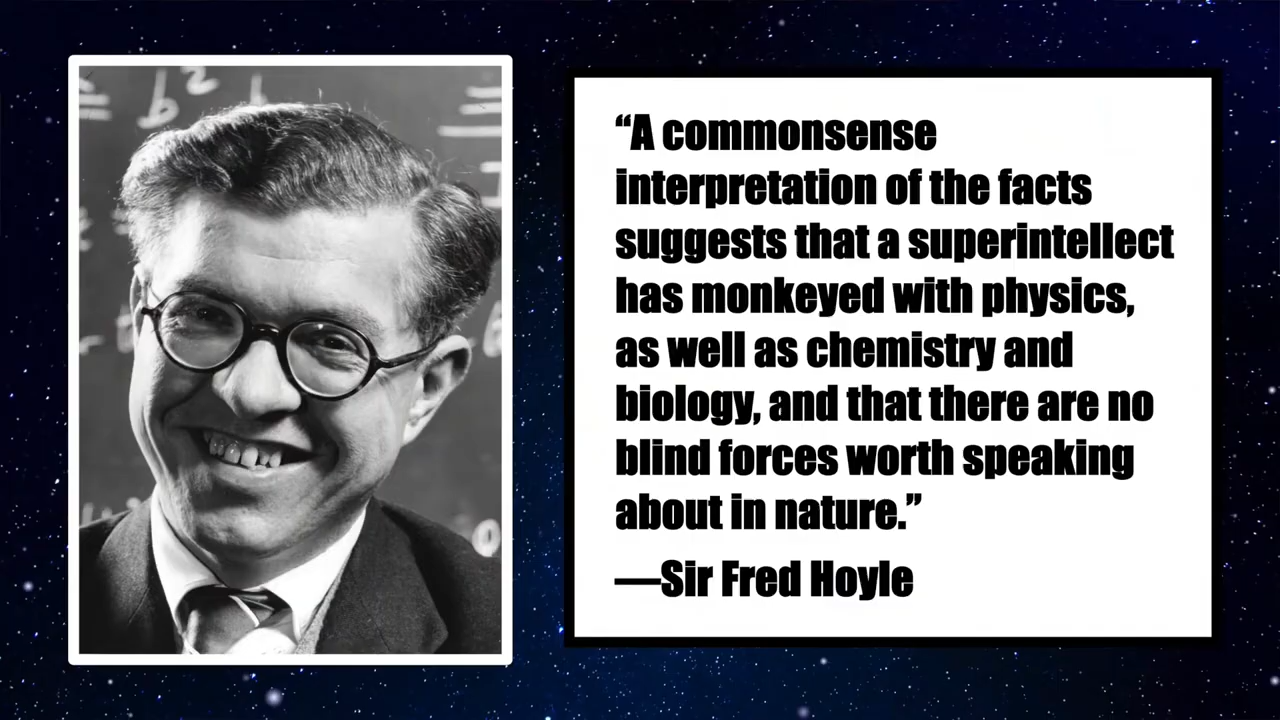 b²
“A commonsense
interpretation of the facts
suggests that a superintellect
has monkeyed with physics,
as well as chemistry and
biology, and that there are no
blind forces worth speaking
about in nature.”
—Sir Fred Hoyle